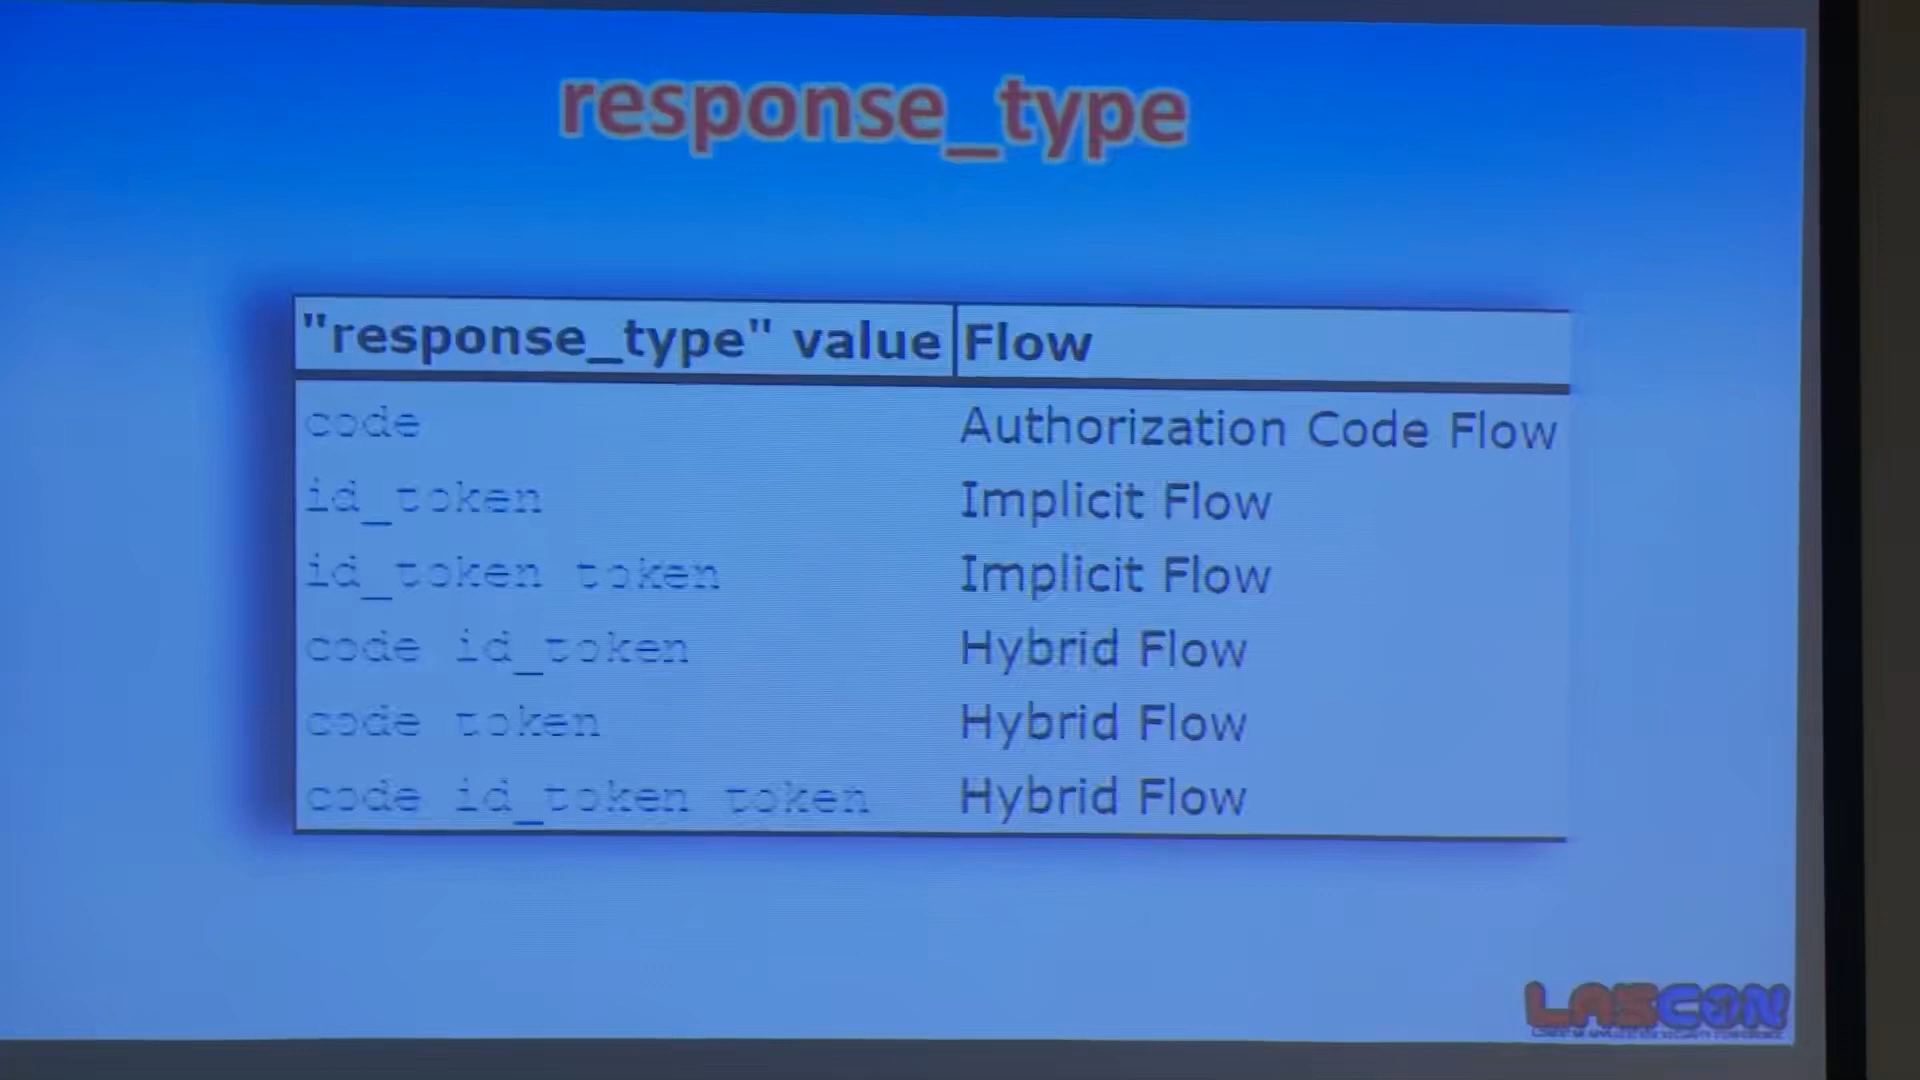 response_type
"response_type" value Flow
code Authorization Code Flow
id_token Implicit Flow
id_token token Implicit Flow
code id_token Hybrid Flow
code token Hybrid Flow
code id_token token Hybrid Flow
LASCON